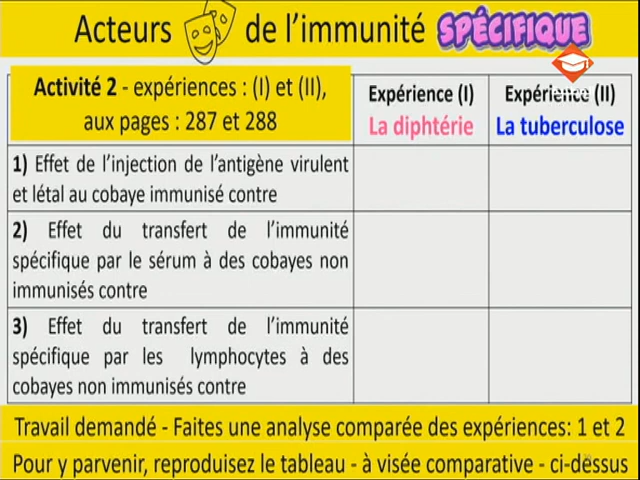 Acteurs de l'immunité SPÉCIFIQUE
Activité 2 - expériences : (I) et (II),
aux pages : 287 et 288
Expérience (I)
La diphtérie
Expérience (II)
La tuberculose
1) Effet de l'injection de l'antigène virulent
et létal au cobaye immunisé contre
2) Effet du transfert de l'immunité
spécifique par le sérum à des cobayes non
immunisés contre
3) Effet du transfert de l'immunité
spécifique par les lymphocytes à des
cobayes non immunisés contre
Travail demandé - Faites une analyse comparée des expériences: 1 et 2
Pour y parvenir, reproduisez le tableau - à visée comparative - ci-dessus